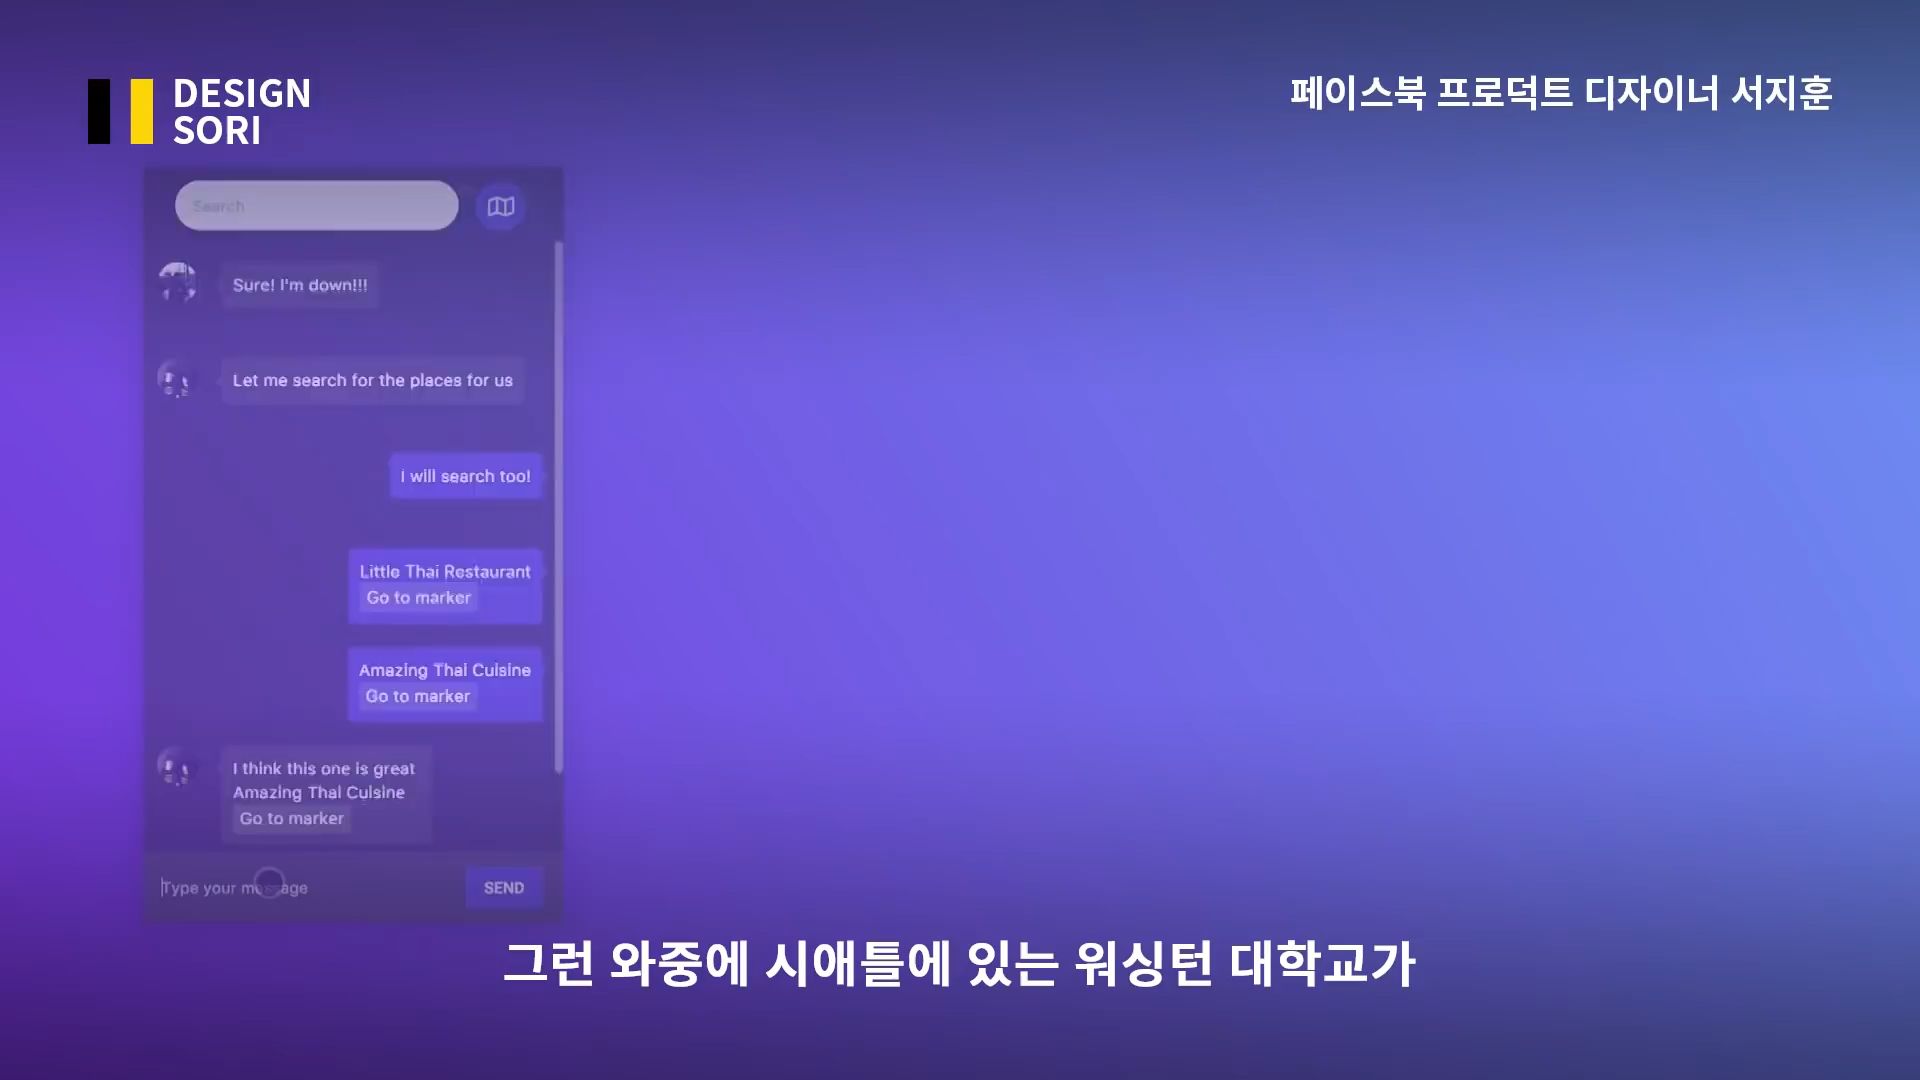 DESIGN
SORI
페이스북 프로덕트 디자이너 서지훈
Search
Sure! I'm down!!!
Let me search for the places for us
I will search too!
Little Thai Restaurant
Go to marker
Amazing Thai Cuisine
Go to marker
I think this one is great
Amazing Thai Cuisine
Go to marker
Type your message
SEND
그런 와중에 시애틀에 있는 워싱턴 대학교가